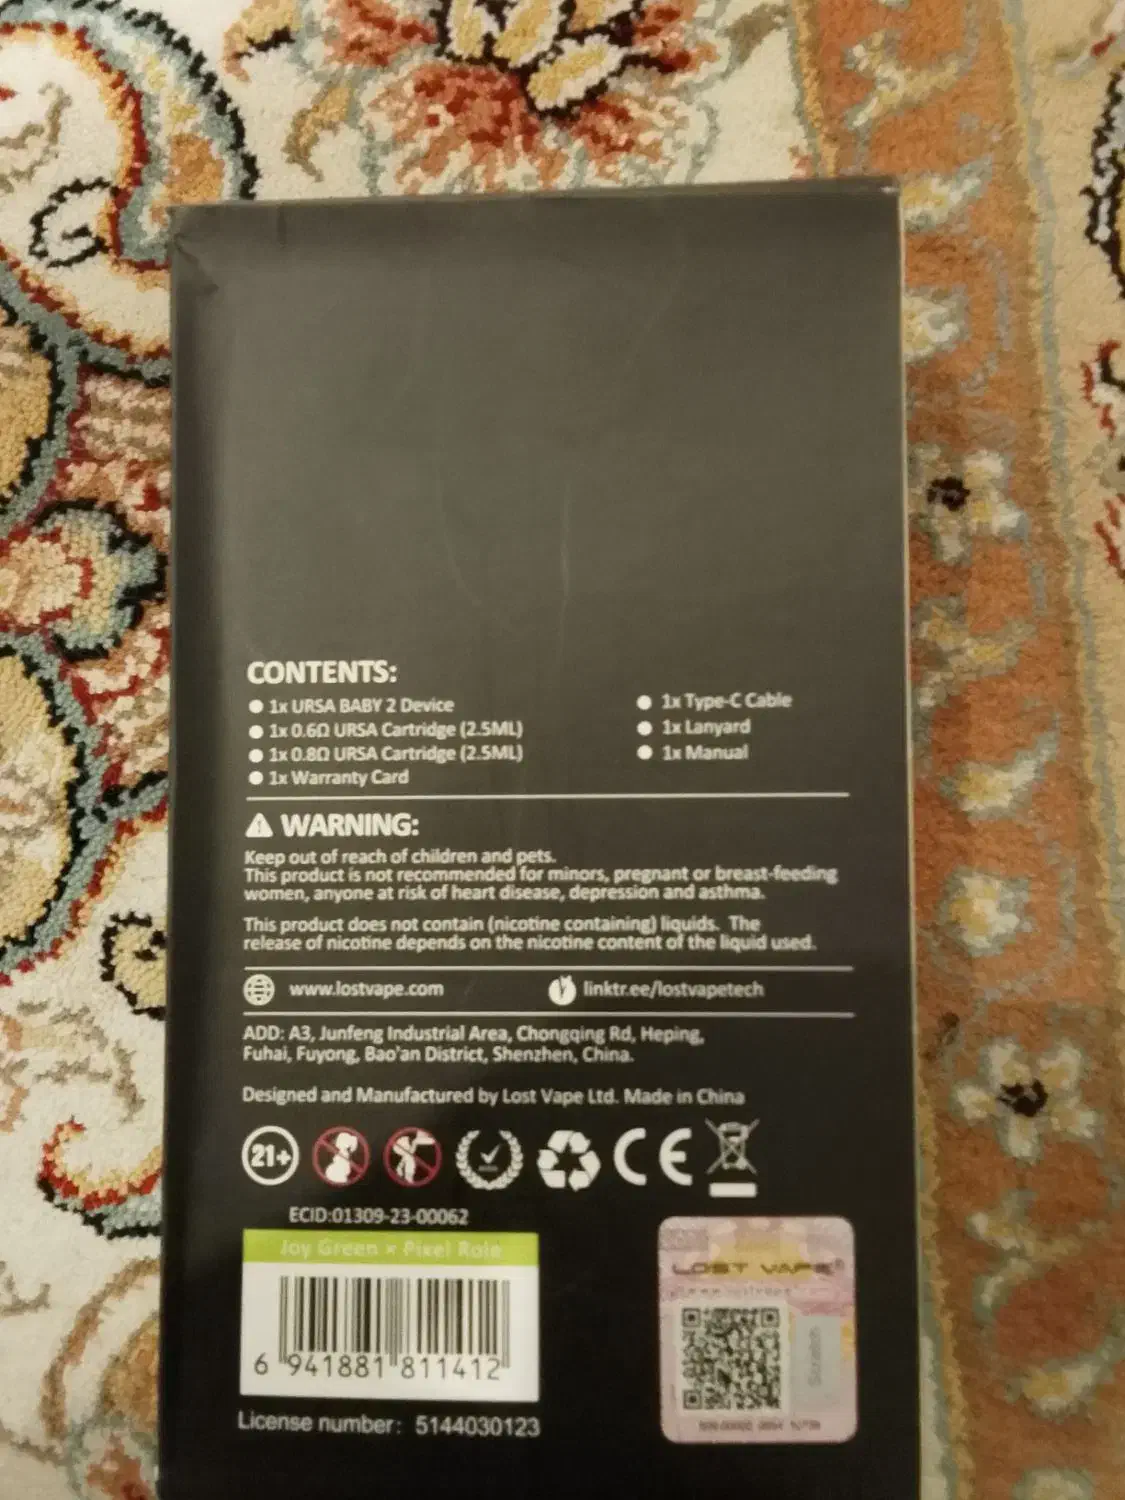 CONTENTS:
1x URSA BABY 2 Device
1x 0.6Ω URSA Cartridge (2.5ML)
1x 0.8Ω URSA Cartridge (2.5ML)
1x Warranty Card
1x Type-C Cable
1x Lanyard
1x Manual
WARNING:
Keep out of reach of children and pets.
This product is not recommended for minors, pregnant or breast-feeding
women, anyone at risk of heart disease, depression and asthma.
This product does not contain (nicotine containing) liquids. The
release of nicotine depends on the nicotine content of the liquid used.
www.lostvape.com
linktr.ee/lostvapetech
ADD: A3, Junfeng Industrial Area, Chongqing Rd, Heping,
Fuhai, Fuyong, Bao'an District, Shenzhen, China.
Designed and Manufactured by Lost Vape Ltd. Made in China
21+
CE
ECID:01309-23-00062
Joy Green × Pixel Role
6 941881 811412
License number: 5144030123
LOST VAPE®
Scratch